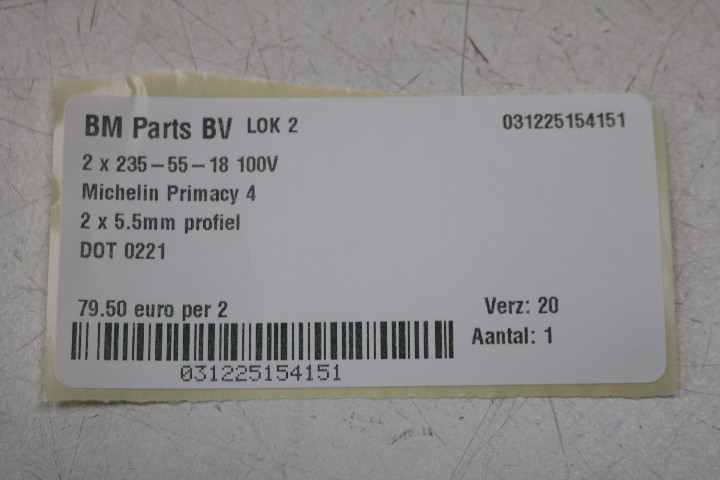 BM Parts BV LOK 2 031225154151
2 x 235-55-18 100V
Michelin Primacy 4
2 x 5.5mm profiel
DOT 0221
79.50 euro per 2 Verz: 20
Aantal: 1
031225154151